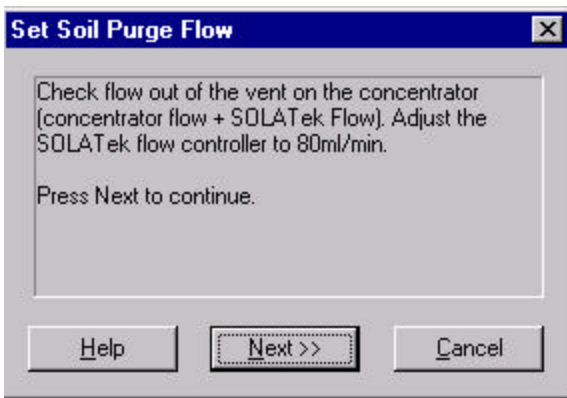 Set Soil Purge Flow
Check flow out of the vent on the concentrator
(concentrator flow + SOLATek Flow). Adjust the
SOLATek flow controller to 80ml/min.
Press Next to continue.
Help
Next >>
Cancel